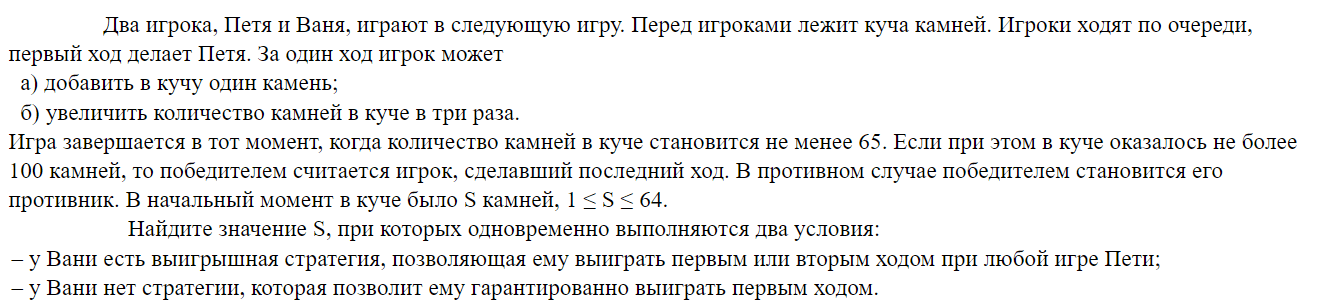 Два игрока, Петя и Ваня, играют в следующую игру. Перед игроками лежит куча камней. Игроки ходят по очереди,
первый ход делает Петя. За один ход игрок может
а) добавить в кучу один камень;
б) увеличить количество камней в куче в три раза.
Игра завершается в тот момент, когда количество камней в куче становится не менее 65. Если при этом в куче оказалось не более
100 камней, то победителем считается игрок, сделавший последний ход. В противном случае победителем становится его
противник. В начальный момент в куче было S камней, 1 ≤ S ≤ 64.
Найдите значение S, при которых одновременно выполняются два условия:
– у Вани есть выигрышная стратегия, позволяющая ему выиграть первым или вторым ходом при любой игре Пети;
– у Вани нет стратегии, которая позволит ему гарантированно выиграть первым ходом.